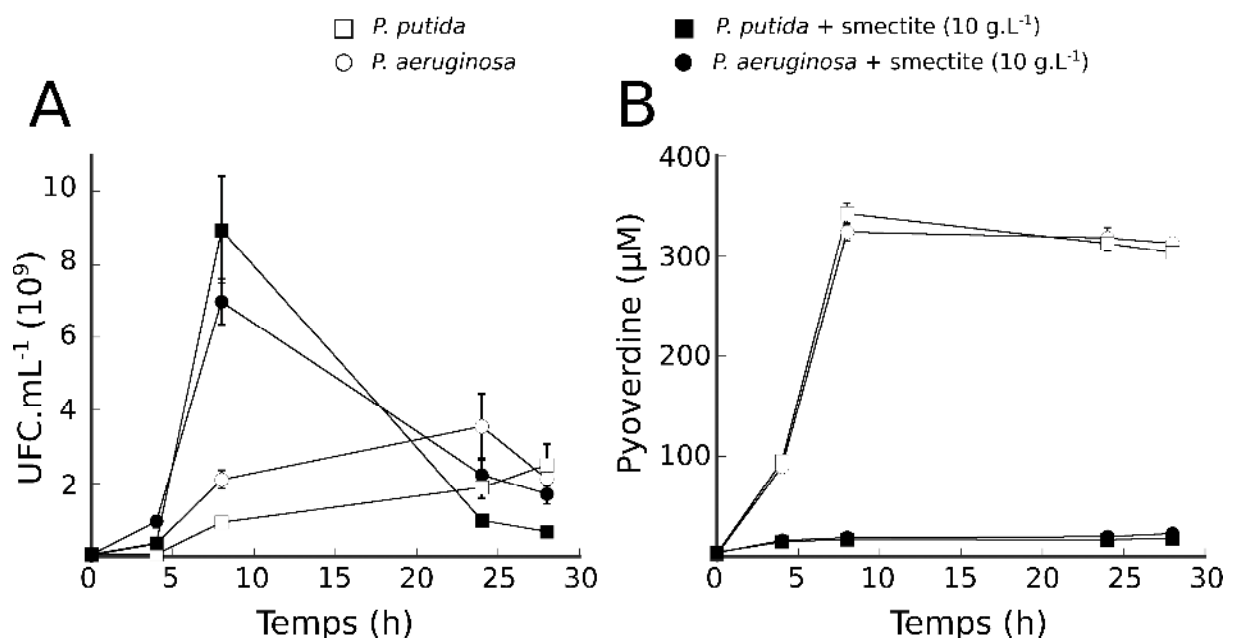 P. putida
P. aeruginosa
P. putida + smectite (10 g.L⁻¹)
P. aeruginosa + smectite (10 g.L⁻¹)
A
UFC.mL⁻¹ (10⁹)
10
8
6
4
2
0 5 10 15 20 25 30
Temps (h)
B
Pyoverdine (µM)
400
300
200
100
0 5 10 15 20 25 30
Temps (h)